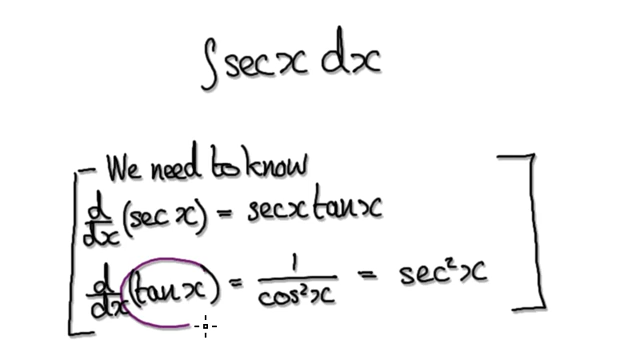 ∫ sec x dx
- We need to know
d/dx (sec x) = sec x tan x
d/dx (tan x) = 1/cos²x = sec²x